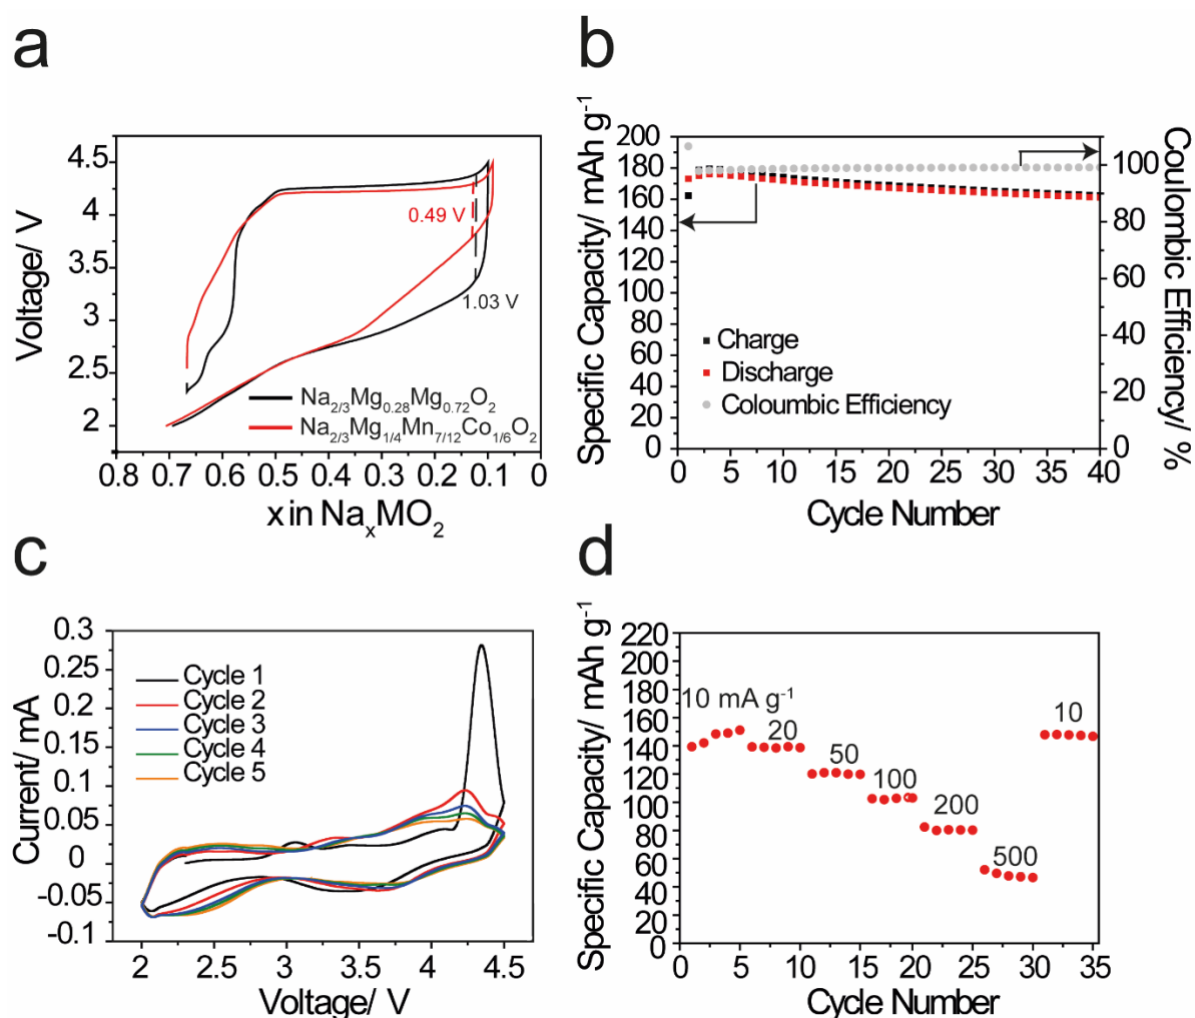 a
Voltage/ V
4.5
4
3.5
3
2.5
2
0.49 V
1.03 V
Na2/3Mg0.28Mg0.72O2
Na2/3Mg1/4Mn7/12Co1/6O2
0.8 0.7 0.6 0.5 0.4 0.3 0.2 0.1 0
x in NaxMO2
b
Specific Capacity/ mAh g-1
200
180
160
140
120
100
80
60
40
20
0
Charge
Discharge
Coloumbic Efficiency
100
80
60
40
20
0
Coulombic Efficiency/ %
0 5 10 15 20 25 30 35 40
Cycle Number
c
Current/ mA
0.3
0.25
0.2
0.15
0.10
0.05
0
-0.05
-0.1
Cycle 1
Cycle 2
Cycle 3
Cycle 4
Cycle 5
2 2.5 3 3.5 4 4.5
Voltage/ V
d
Specific Capacity/ mAh g-1
220
200
180
160
140
120
100
80
60
40
20
0
10 mA g-1
20
50
100
200
500
10
0 5 10 15 20 25 30 35
Cycle Number